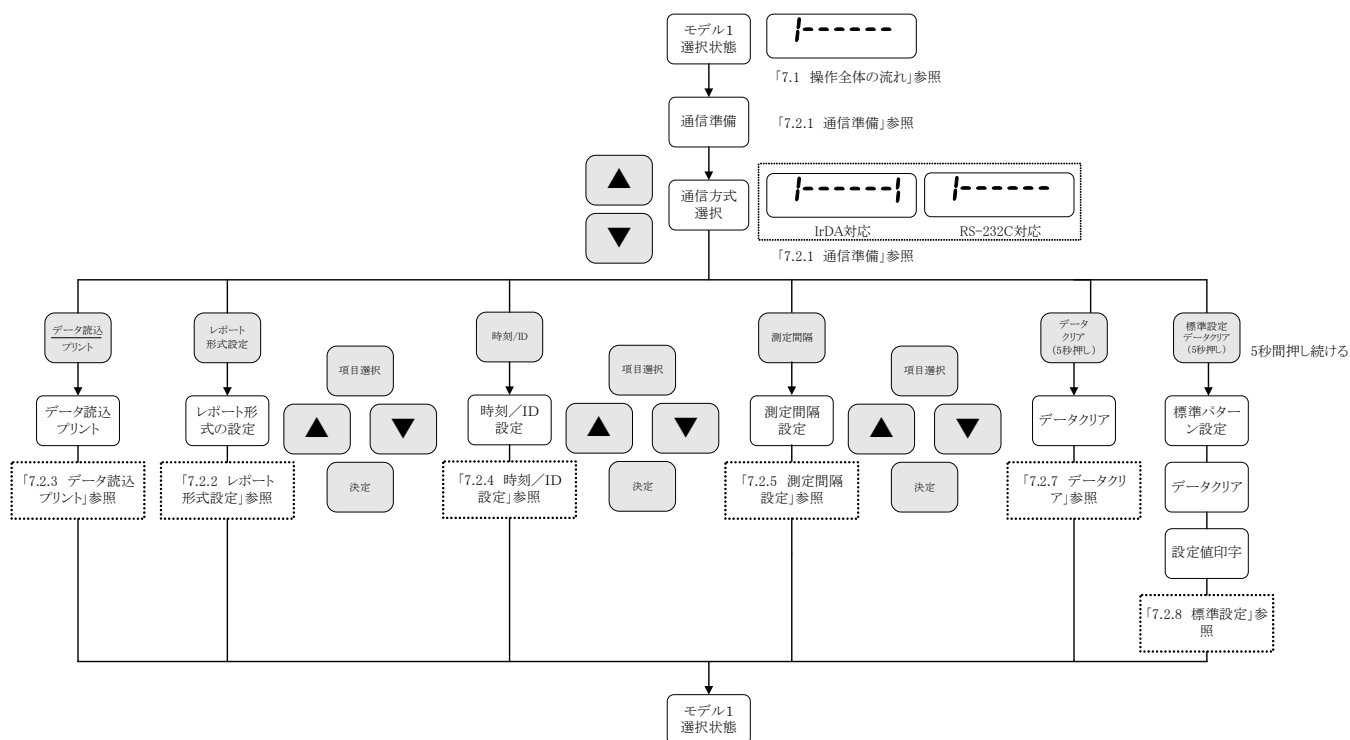 モデル1
選択状態
「7.1 操作全体の流れ」参照
通信準備
「7.2.1 通信準備」参照
▲
▼
通信方式
選択
IrDA対応
RS-232C対応
「7.2.1 通信準備」参照
データ読込
プリント
レポート
形式設定
時刻/ID
測定間隔
データ
クリア
(5秒押し)
標準設定
データクリア
(5秒押し)
5秒間押し続ける
データ読込
プリント
レポート形
式の設定
項目選択
▲
▼
決定
時刻/ID
設定
項目選択
▲
▼
決定
測定間隔
設定
項目選択
▲
▼
決定
データクリア
標準パター
ン設定
「7.2.3 データ読込
プリント」参照
「7.2.2 レポート
形式設定」参照
「7.2.4 時刻/ID
設定」参照
「7.2.5 測定間隔
設定」参照
「7.2.7 データクリ
ア」参照
データクリア
設定値印字
「7.2.8 標準設定」参
照
モデル1
選択状態